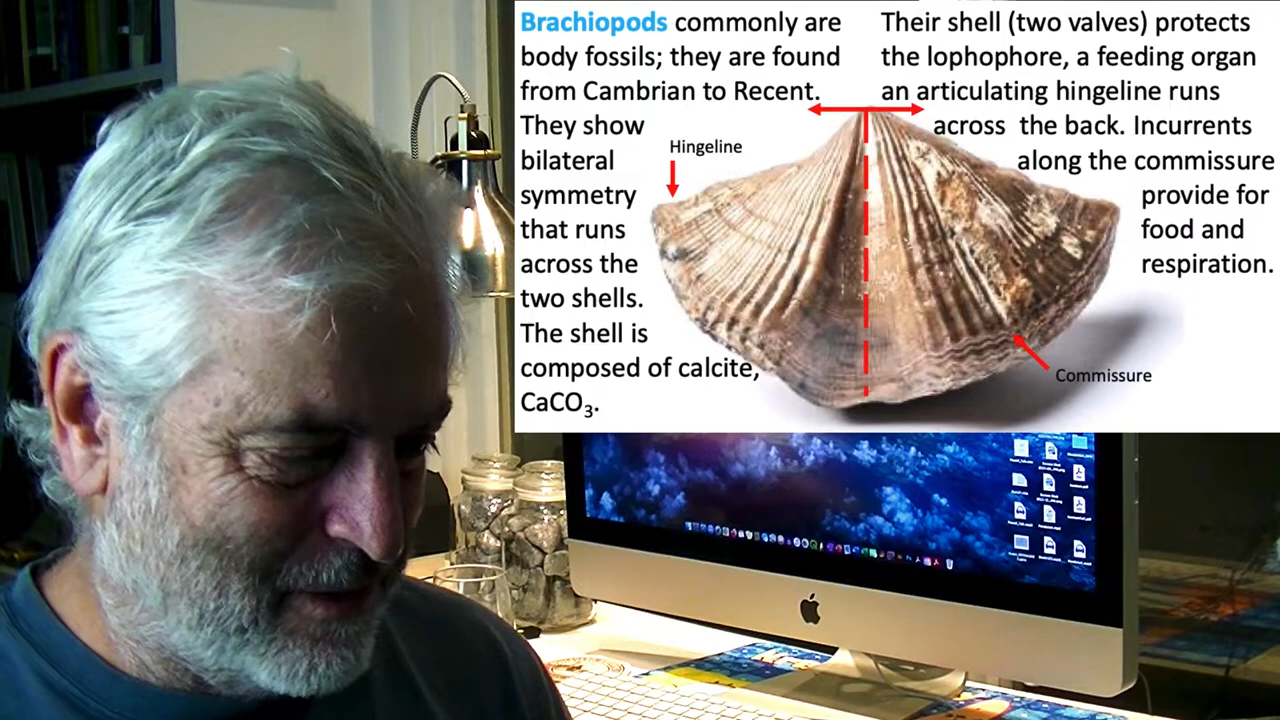 Brachiopods commonly are
body fossils; they are found
from Cambrian to Recent.
They show
bilateral
symmetry
that runs
across the
two shells.
The shell is
composed of calcite,
CaCO₃.
Their shell (two valves) protects
the lophophore, a feeding organ
an articulating hingeline runs
across the back. Incurrents
along the commissure
provide for
food and
respiration.
Hingeline
Commissure